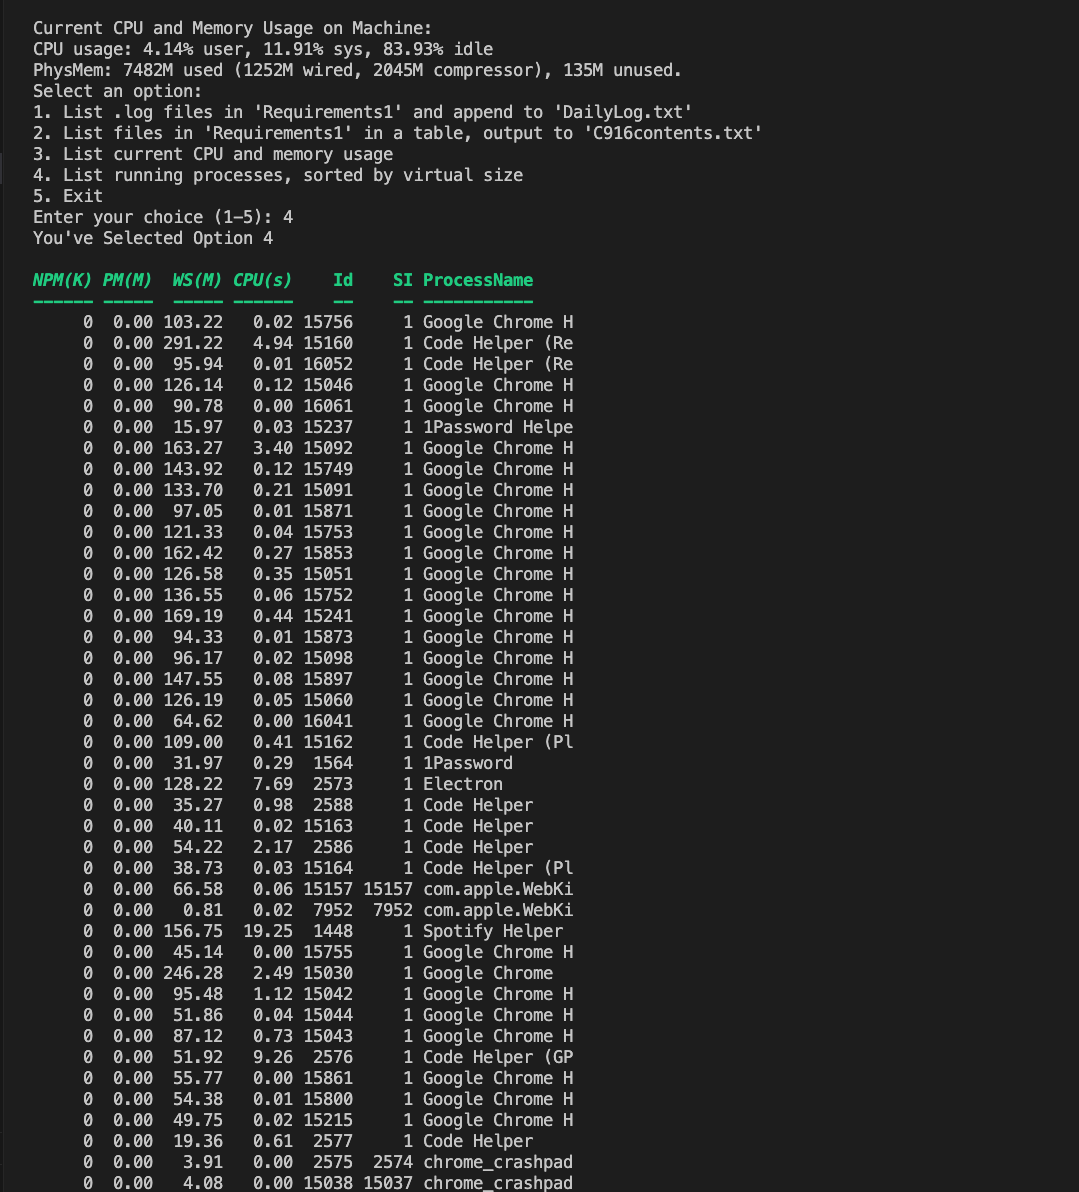 Current CPU and Memory Usage on Machine:
CPU usage: 4.14% user, 11.91% sys, 83.93% idle
PhysMem: 7482M used (1252M wired, 2045M compressor), 135M unused.
Select an option:
1. List .log files in 'Requirements1' and append to 'DailyLog.txt'
2. List files in 'Requirements1' in a table, output to 'C916contents.txt'
3. List current CPU and memory usage
4. List running processes, sorted by virtual size
5. Exit
Enter your choice (1-5): 4
You've Selected Option 4
NPM(K) PM(M)  WS(M) CPU(s)    Id    SI ProcessName
------ -----  ----- ------    --    -- -----------
     0  0.00 103.22   0.02 15756     1 Google Chrome H
     0  0.00 291.22   4.94 15160     1 Code Helper (Re
     0  0.00  95.94   0.01 16052     1 Code Helper (Re
     0  0.00 126.14   0.12 15046     1 Google Chrome H
     0  0.00  90.78   0.00 16061     1 Google Chrome H
     0  0.00  15.97   0.03 15237     1 1Password Helpe
     0  0.00 163.27   3.40 15092     1 Google Chrome H
     0  0.00 143.92   0.12 15749     1 Google Chrome H
     0  0.00 133.70   0.21 15091     1 Google Chrome H
     0  0.00  97.05   0.01 15871     1 Google Chrome H
     0  0.00 121.33   0.04 15753     1 Google Chrome H
     0  0.00 162.42   0.27 15853     1 Google Chrome H
     0  0.00 126.58   0.35 15051     1 Google Chrome H
     0  0.00 136.55   0.06 15752     1 Google Chrome H
     0  0.00 169.19   0.44 15241     1 Google Chrome H
     0  0.00  94.33   0.01 15873     1 Google Chrome H
     0  0.00  96.17   0.02 15098     1 Google Chrome H
     0  0.00 147.55   0.08 15897     1 Google Chrome H
     0  0.00 126.19   0.05 15060     1 Google Chrome H
     0  0.00  64.62   0.00 16041     1 Google Chrome H
     0  0.00 109.00   0.41 15162     1 Code Helper (Pl
     0  0.00  31.97   0.29  1564     1 1Password
     0  0.00 128.22   7.69  2573     1 Electron
     0  0.00  35.27   0.98  2588     1 Code Helper
     0  0.00  40.11   0.02 15163     1 Code Helper
     0  0.00  54.22   2.17  2586     1 Code Helper
     0  0.00  38.73   0.03 15164     1 Code Helper (Pl
     0  0.00  66.58   0.06 15157 15157 com.apple.WebKi
     0  0.00   0.81   0.02  7952  7952 com.apple.WebKi
     0  0.00 156.75  19.25  1448     1 Spotify Helper
     0  0.00  45.14   0.00 15755     1 Google Chrome H
     0  0.00 246.28   2.49 15030     1 Google Chrome
     0  0.00  95.48   1.12 15042     1 Google Chrome H
     0  0.00  51.86   0.04 15044     1 Google Chrome H
     0  0.00  87.12   0.73 15043     1 Google Chrome H
     0  0.00  51.92   9.26  2576     1 Code Helper (GP
     0  0.00  55.77   0.00 15861     1 Google Chrome H
     0  0.00  54.38   0.01 15800     1 Google Chrome H
     0  0.00  49.75   0.02 15215     1 Google Chrome H
     0  0.00  19.36   0.61  2577     1 Code Helper
     0  0.00   3.91   0.00  2575  2574 chrome_crashpad
     0  0.00   4.08   0.00 15038 15037 chrome_crashpad